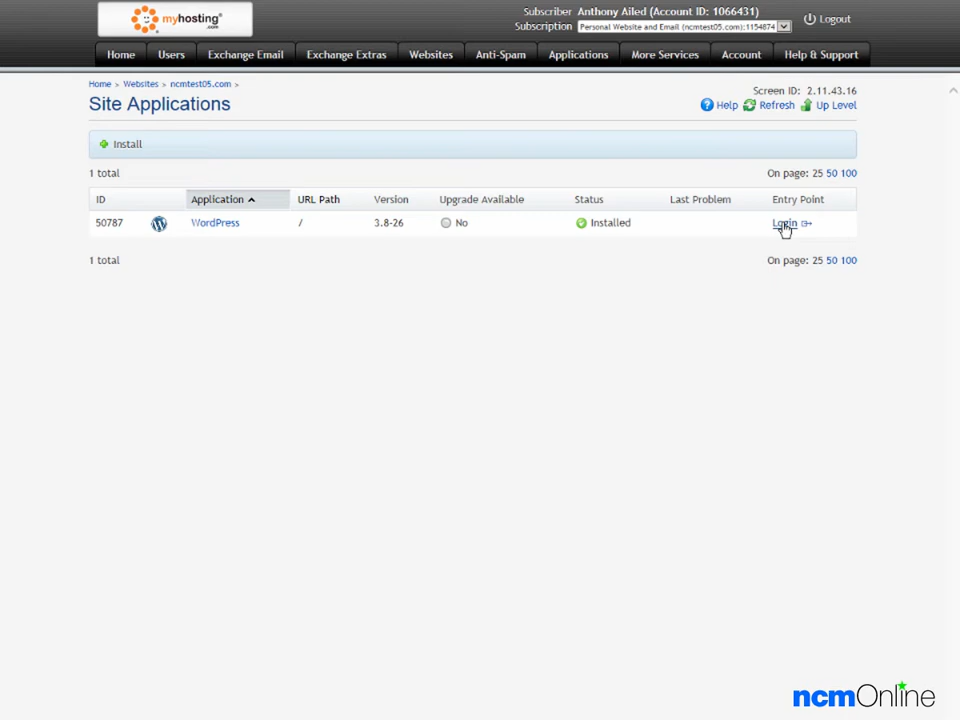 myhosting
.com
Subscriber Anthony Ailed (Account ID: 1066431)
Subscription Personal Website and Email (ncmtest05.com):1154874
Logout
Home Users Exchange Email Exchange Extras Websites Anti-Spam Applications More Services Account Help & Support
Home > Websites > ncmtest05.com >
Screen ID: 2.11.43.16
Site Applications
Help Refresh Up Level
Install
1 total
On page: 25 50 100
ID Application URL Path Version Upgrade Available Status Last Problem Entry Point
50787 WordPress / 3.8-26 No Installed Login
1 total
On page: 25 50 100
ncmOnline